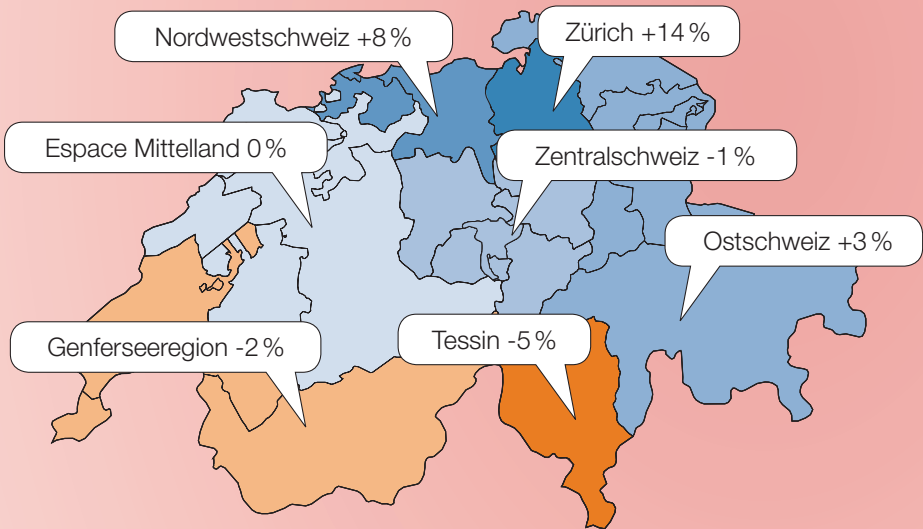 Nordwestschweiz +8 %
Zürich +14 %
Espace Mittelland 0 %
Zentralschweiz -1 %
Ostschweiz +3 %
Genferseeregion -2 %
Tessin -5 %